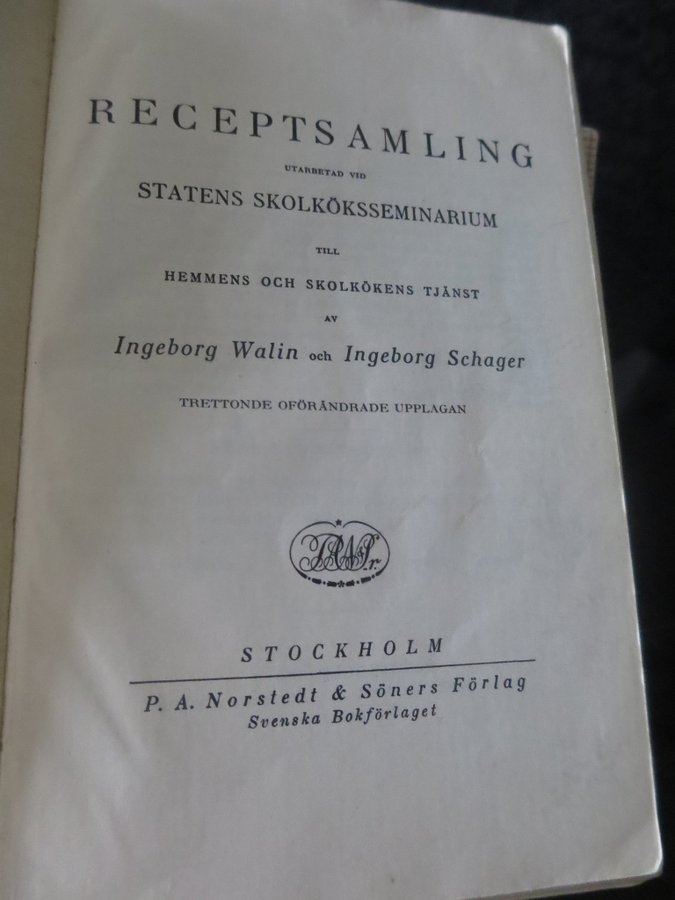 RECEPTSAMLING
UTARBETAD VID
STATENS SKOLKÖKSSEMINARIUM
TILL
HEMMENS OCH SKOLKÖKENS TJÄNST
AV
Ingeborg Walin och Ingeborg Schager
TRETTONDE OFÖRÄNDRADE UPPLAGAN
STOCKHOLM
P. A. Norstedt & Söners Förlag
Svenska Bokförlaget